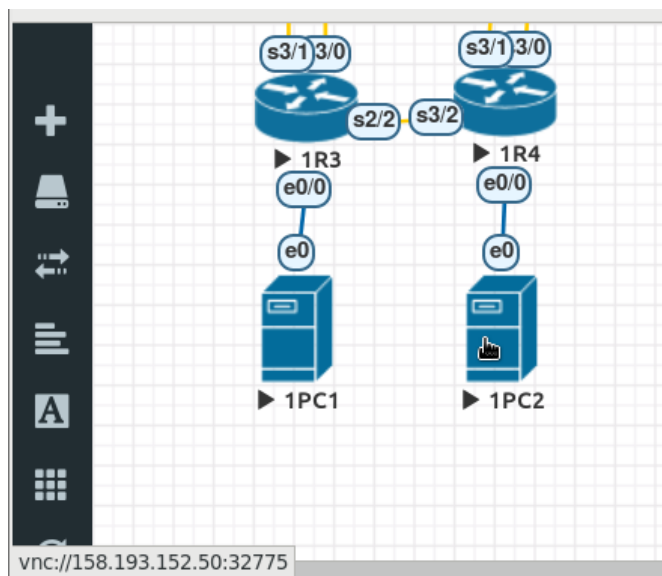 s3/1 3/0 s3/1 3/0
s2/2 s3/2
1R3 1R4
e0/0 e0/0
e0 e0
A
1PC1 1PC2
vnc://158.193.152.50:32775